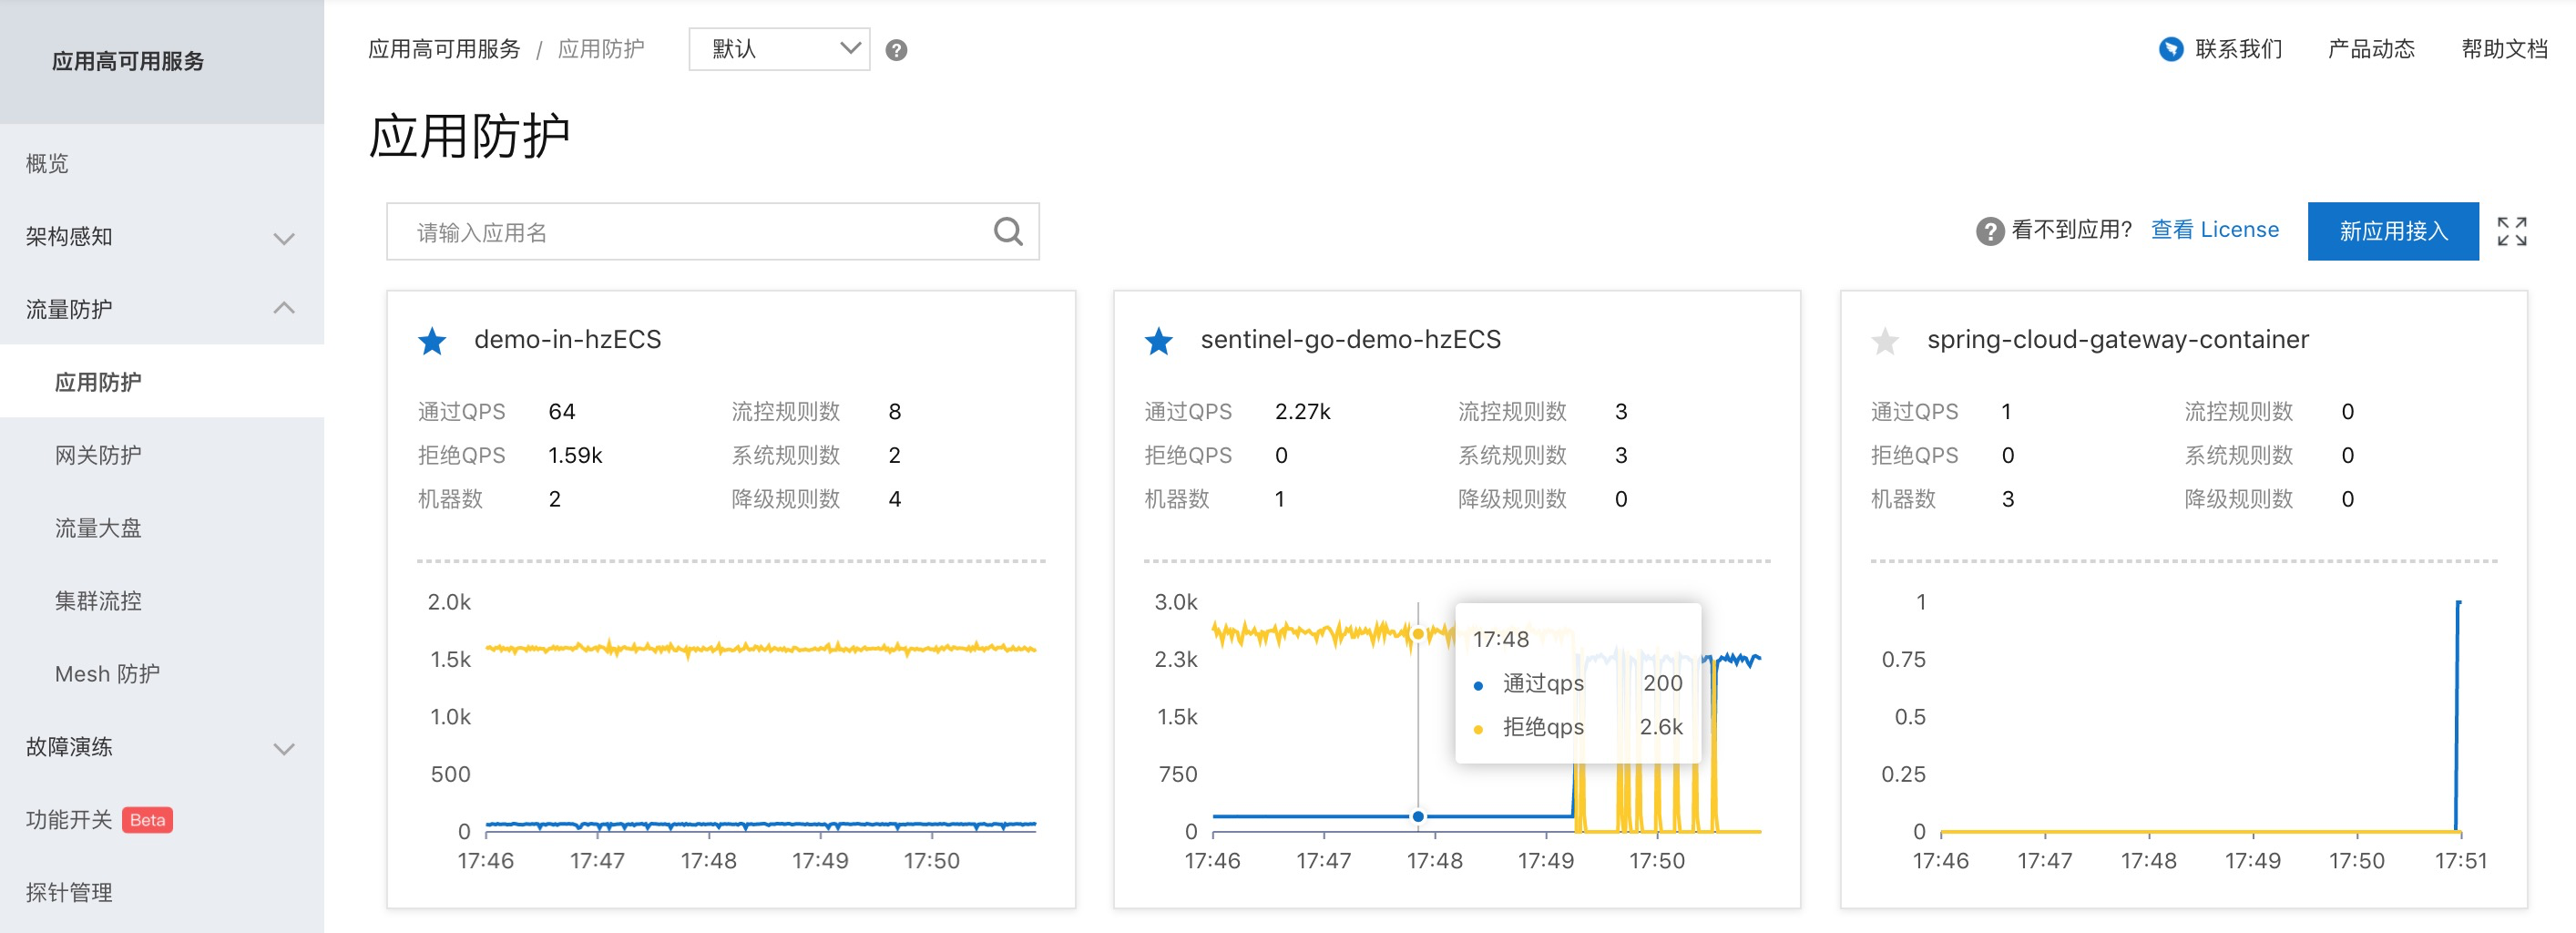 应用高可用服务
概览
架构感知
流量防护
应用防护
网关防护
流量大盘
集群流控
Mesh 防护
故障演练
功能开关 Beta
探针管理
应用高可用服务 / 应用防护 默认 ?
联系我们 产品动态 帮助文档
应用防护
请输入应用名
? 看不到应用? 查看 License 新应用接入
demo-in-hzECS
通过QPS 64 流控规则数 8
拒绝QPS 1.59k 系统规则数 2
机器数 2 降级规则数 4
2.0k
1.5k
1.0k
500
0
17:46 17:47 17:48 17:49 17:50
sentinel-go-demo-hzECS
通过QPS 2.27k 流控规则数 3
拒绝QPS 0 系统规则数 3
机器数 1 降级规则数 0
3.0k
2.3k
1.5k
750
0
17:48
通过qps 200
拒绝qps 2.6k
17:46 17:47 17:48 17:49 17:50
spring-cloud-gateway-container
通过QPS 1 流控规则数 0
拒绝QPS 0 系统规则数 0
机器数 3 降级规则数 0
1
0.75
0.5
0.25
0
17:46 17:47 17:48 17:49 17:50 17:51